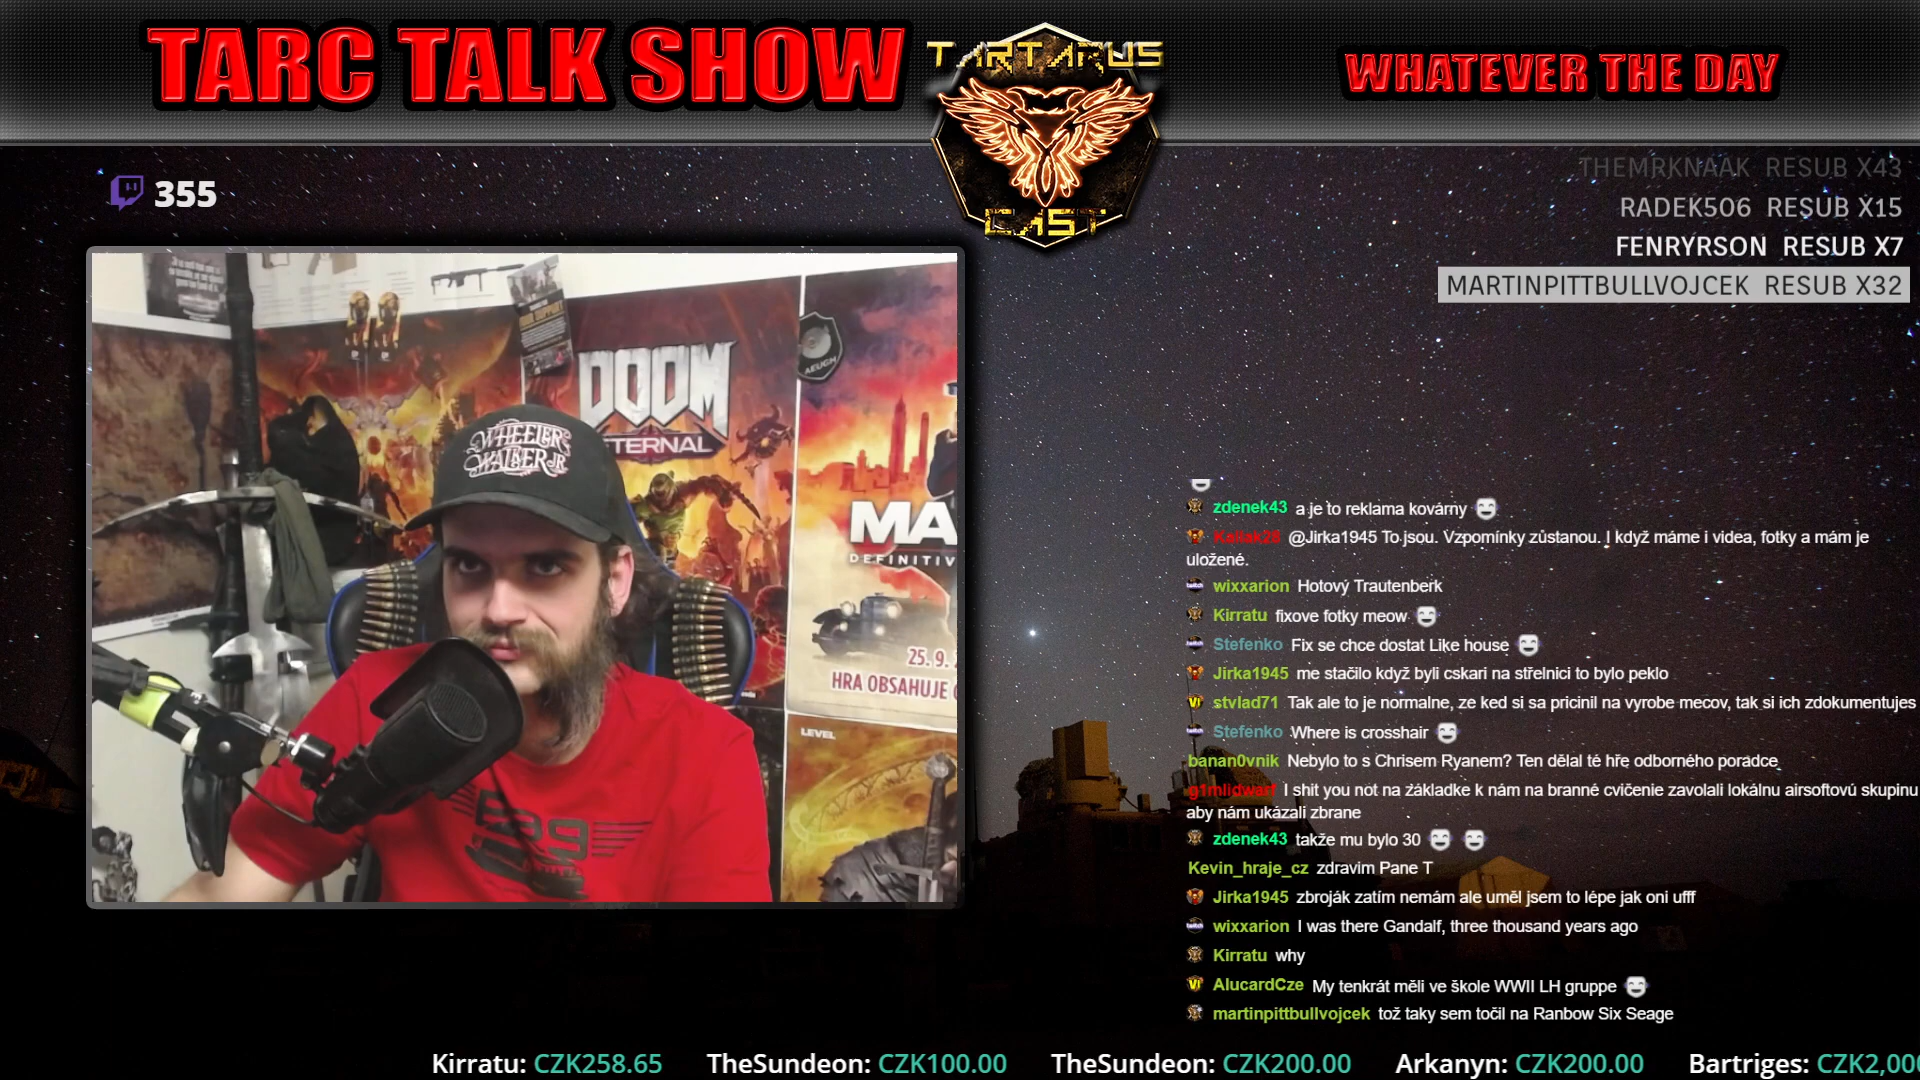 TARC TALK SHOW
TARTARUS
CAST
WHATEVER THE DAY
355
THEMRKNAAK RESUB X43
RADEK506 RESUB X15
FENRYRSON RESUB X7
MARTINPITTBULLVOJCEK RESUB X32
DOOM
ETERNAL
AEUGM
WHEELER
WALKER JR
MA
DEFINITIV
25. 9.
HRA OBSAHUJE
LEVEL
zdenek43 a je to reklama kovárny
Kallak25 @Jirka1945 To jsou. Vzpomínky zůstanou. I když máme i videa, fotky a mám je
uložené.
wixxarion Hotový Trautenberk
Kirratu fixove fotky meow
Stefenko Fix se chce dostat Like house
Jirka1945 me stačilo když byli cskari na střelnici to bylo peklo
stvlad71 Tak ale to je normalne, ze ked si sa pricinil na vyrobe mecov, tak si ich zdokumentujes
Stefenko Where is crosshair
banan0vnik Nebylo to s Chrisem Ryanem? Ten dělal té hře odborného poradce
g1mlidwarf I shit you not na základke k nám na branné cvičenie zavolali lokálnu airsoftovú skupinu
aby nám ukázali zbrane
zdenek43 takže mu bylo 30
Kevin_hraje_cz zdravim Pane T
Jirka1945 zbroják zatím nemám ale uměl jsem to lépe jak oni ufff
wixxarion I was there Gandalf, three thousand years ago
Kirratu why
AlucardCze My tenkrát měli ve škole WWII LH gruppe
martinpittbullvojcek tož taky sem točil na Ranbow Six Seage
Kirratu: CZK258.65 TheSundeon: CZK100.00 TheSundeon: CZK200.00 Arkanyn: CZK200.00 Bartriges: CZK2,000